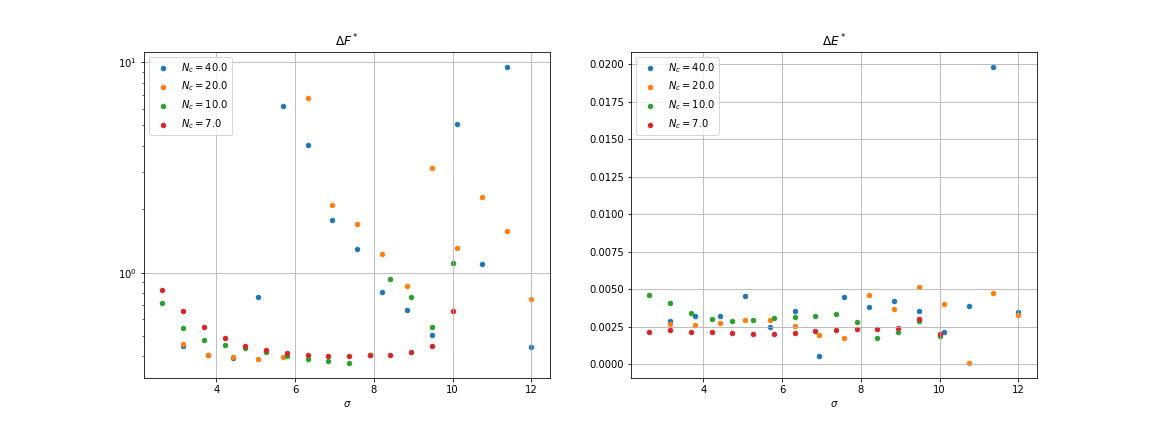 ΔF*
10¹
10⁰
N_c = 40.0
N_c = 20.0
N_c = 10.0
N_c = 7.0
4 6 8 10 12
σ
ΔE*
0.0200
0.0175
0.0150
0.0125
0.0100
0.0075
0.0050
0.0025
0.0000
N_c = 40.0
N_c = 20.0
N_c = 10.0
N_c = 7.0
4 6 8 10 12
σ